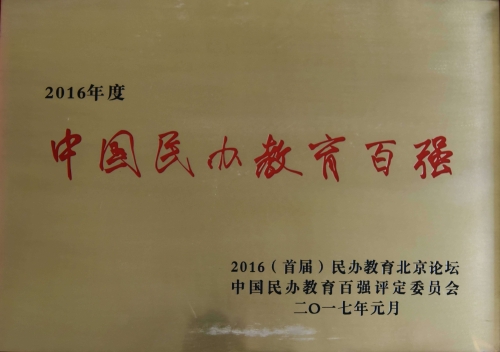 2016年度
中国民办教育百强
2016（首届）民办教育北京论坛
中国民办教育百强评定委员会
二〇一七年元月